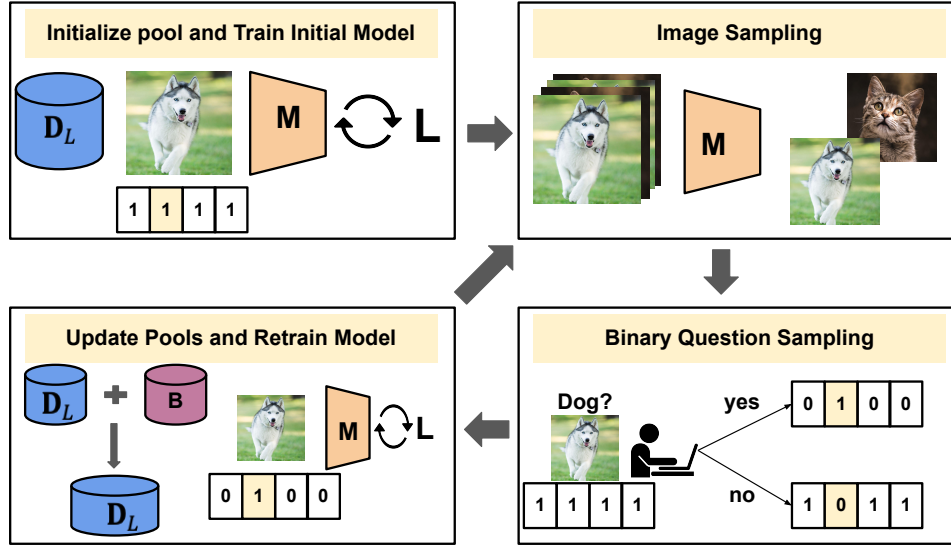 Initialize pool and Train Initial Model
D_L
M
L
1 1 1 1
Image Sampling
M
Update Pools and Retrain Model
D_L
+
B
M
L
D_L
0 1 0 0
Binary Question Sampling
Dog?
yes
0 1 0 0
no
1 1 1 1
1 0 1 1